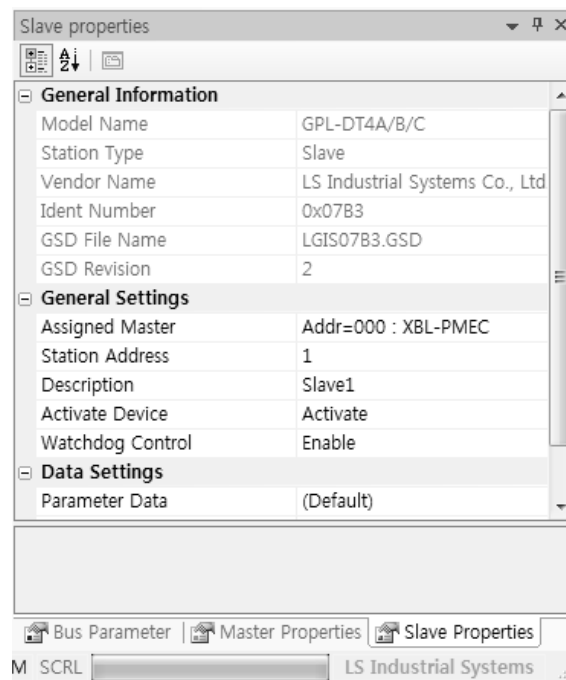 Slave properties
General Information
Model Name GPL-DT4A/B/C
Station Type Slave
Vendor Name LS Industrial Systems Co., Ltd
Ident Number 0x07B3
GSD File Name LGIS07B3.GSD
GSD Revision 2
General Settings
Assigned Master Addr=000 : XBL-PMEC
Station Address 1
Description Slave1
Activate Device Activate
Watchdog Control Enable
Data Settings
Parameter Data (Default)
Bus Parameter Master Properties Slave Properties
M SCRL LS Industrial Systems